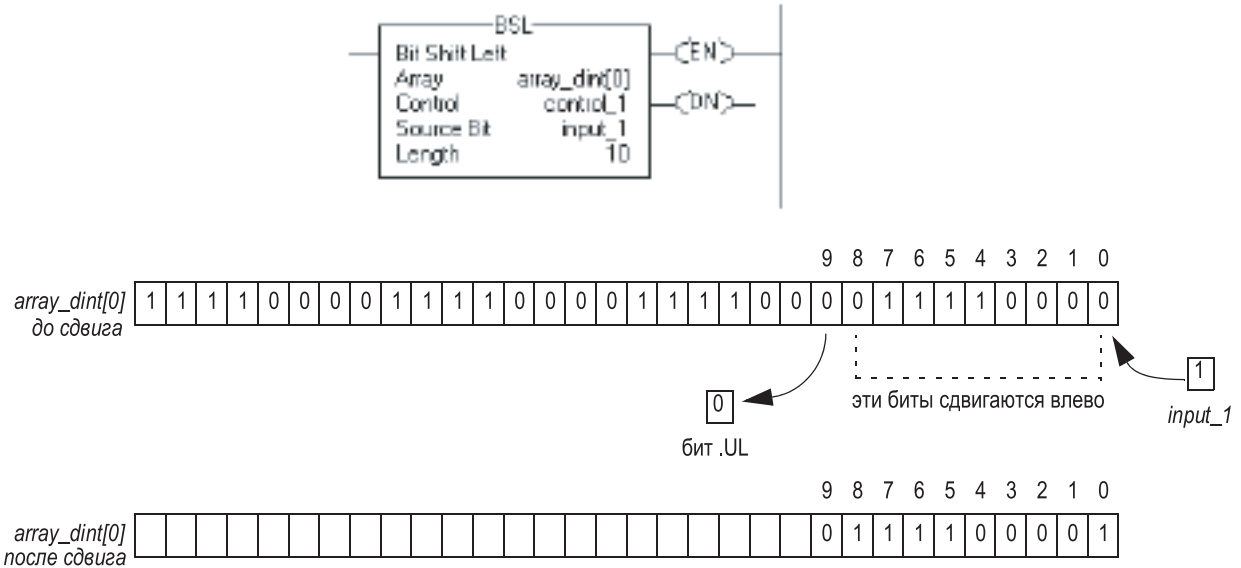 BSL
Bit Shift Left
EN
Array array_dint[0]
Control control_1
DN
Source Bit input_1
Length 10
9 8 7 6 5 4 3 2 1 0
array_dint[0] 1 1 1 1 0 0 0 0 1 1 1 1 0 0 0 0 1 1 1 1 0 0 0 0 1 1 1 1 0 0 0 0
до сдвига
1
0
эти биты сдвигаются влево
input_1
бит .UL
9 8 7 6 5 4 3 2 1 0
array_dint[0] 0 1 1 1 1 0 0 0 0 1
после сдвига